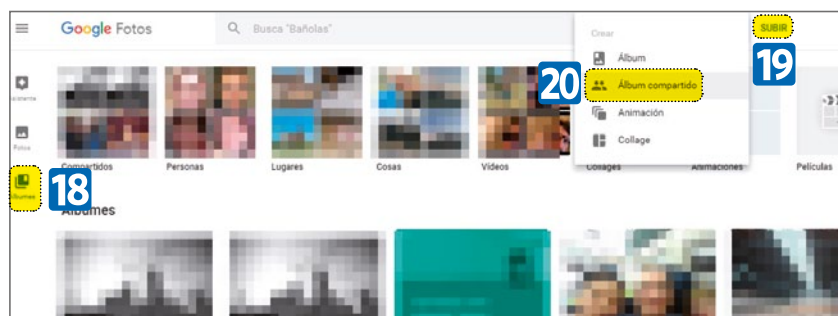 Google Fotos
Busca "Bañolas"
Crear
SUBIR
19
Álbum
20
Álbum compartido
Animación
Collage
Fotos
Compartidos
Personas
Lugares
Cosas
Vídeos
Collages
Animaciones
Películas
18
Álbumes
Álbumes